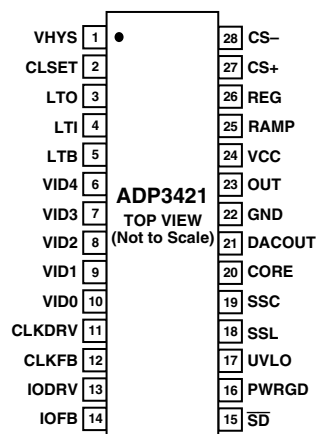 VHYS 1 28 CS–
CLSET 2 27 CS+
LTO 3 26 REG
LTI 4 25 RAMP
LTB 5 24 VCC
VID4 6 ADP3421 23 OUT
VID3 7 TOP VIEW 22 GND
VID2 8 (Not to Scale) 21 DACOUT
VID1 9 20 CORE
VID0 10 19 SSC
CLKDRV 11 18 SSL
CLKFB 12 17 UVLO
IODRV 13 16 PWRGD
IOFB 14 15 S̅D̅